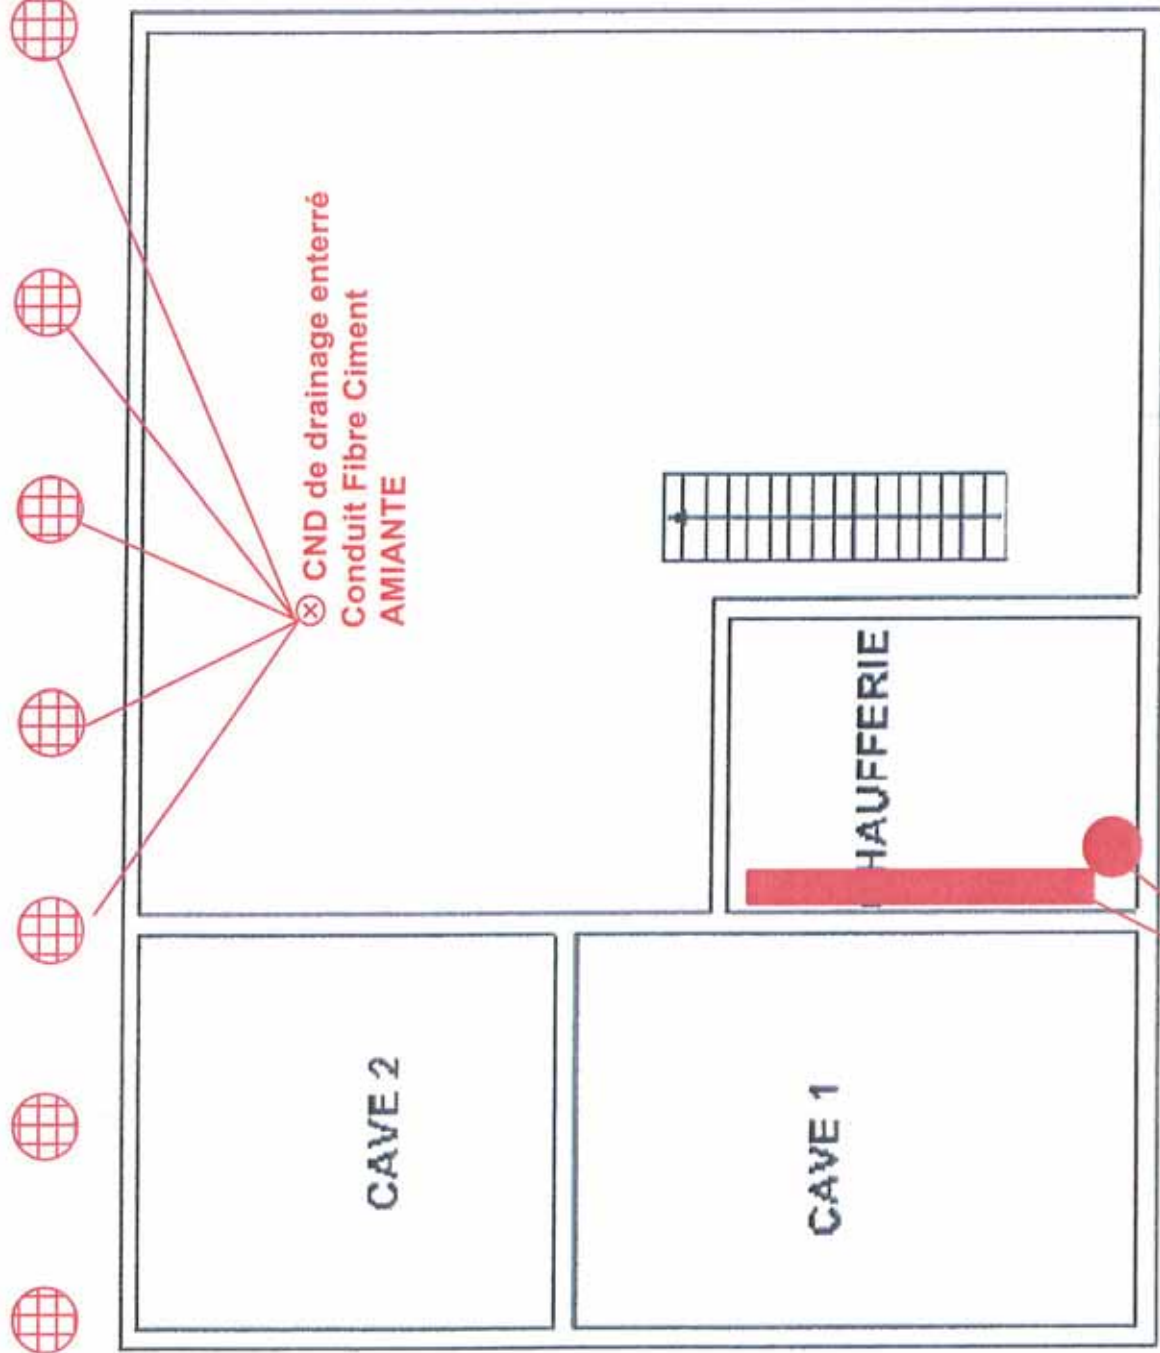 CND de drainage enterré
Conduit Fibre Ciment
AMIANTE
HAUFFERIE
CAVE 2
CAVE 1